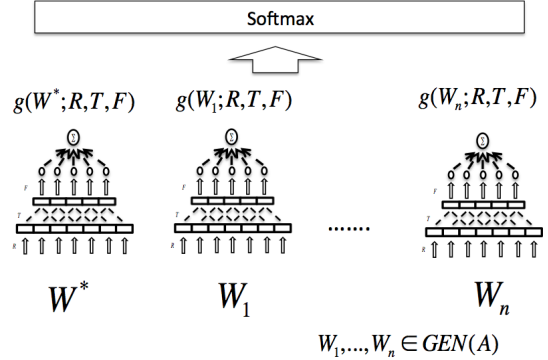 Softmax
g(W*;R,T,F) g(W₁;R,T,F) g(Wₙ;R,T,F)
Σ Σ Σ
F F F
T T T
R R R
.......
W* W₁ Wₙ
W₁,...,Wₙ ∈ GEN(A)